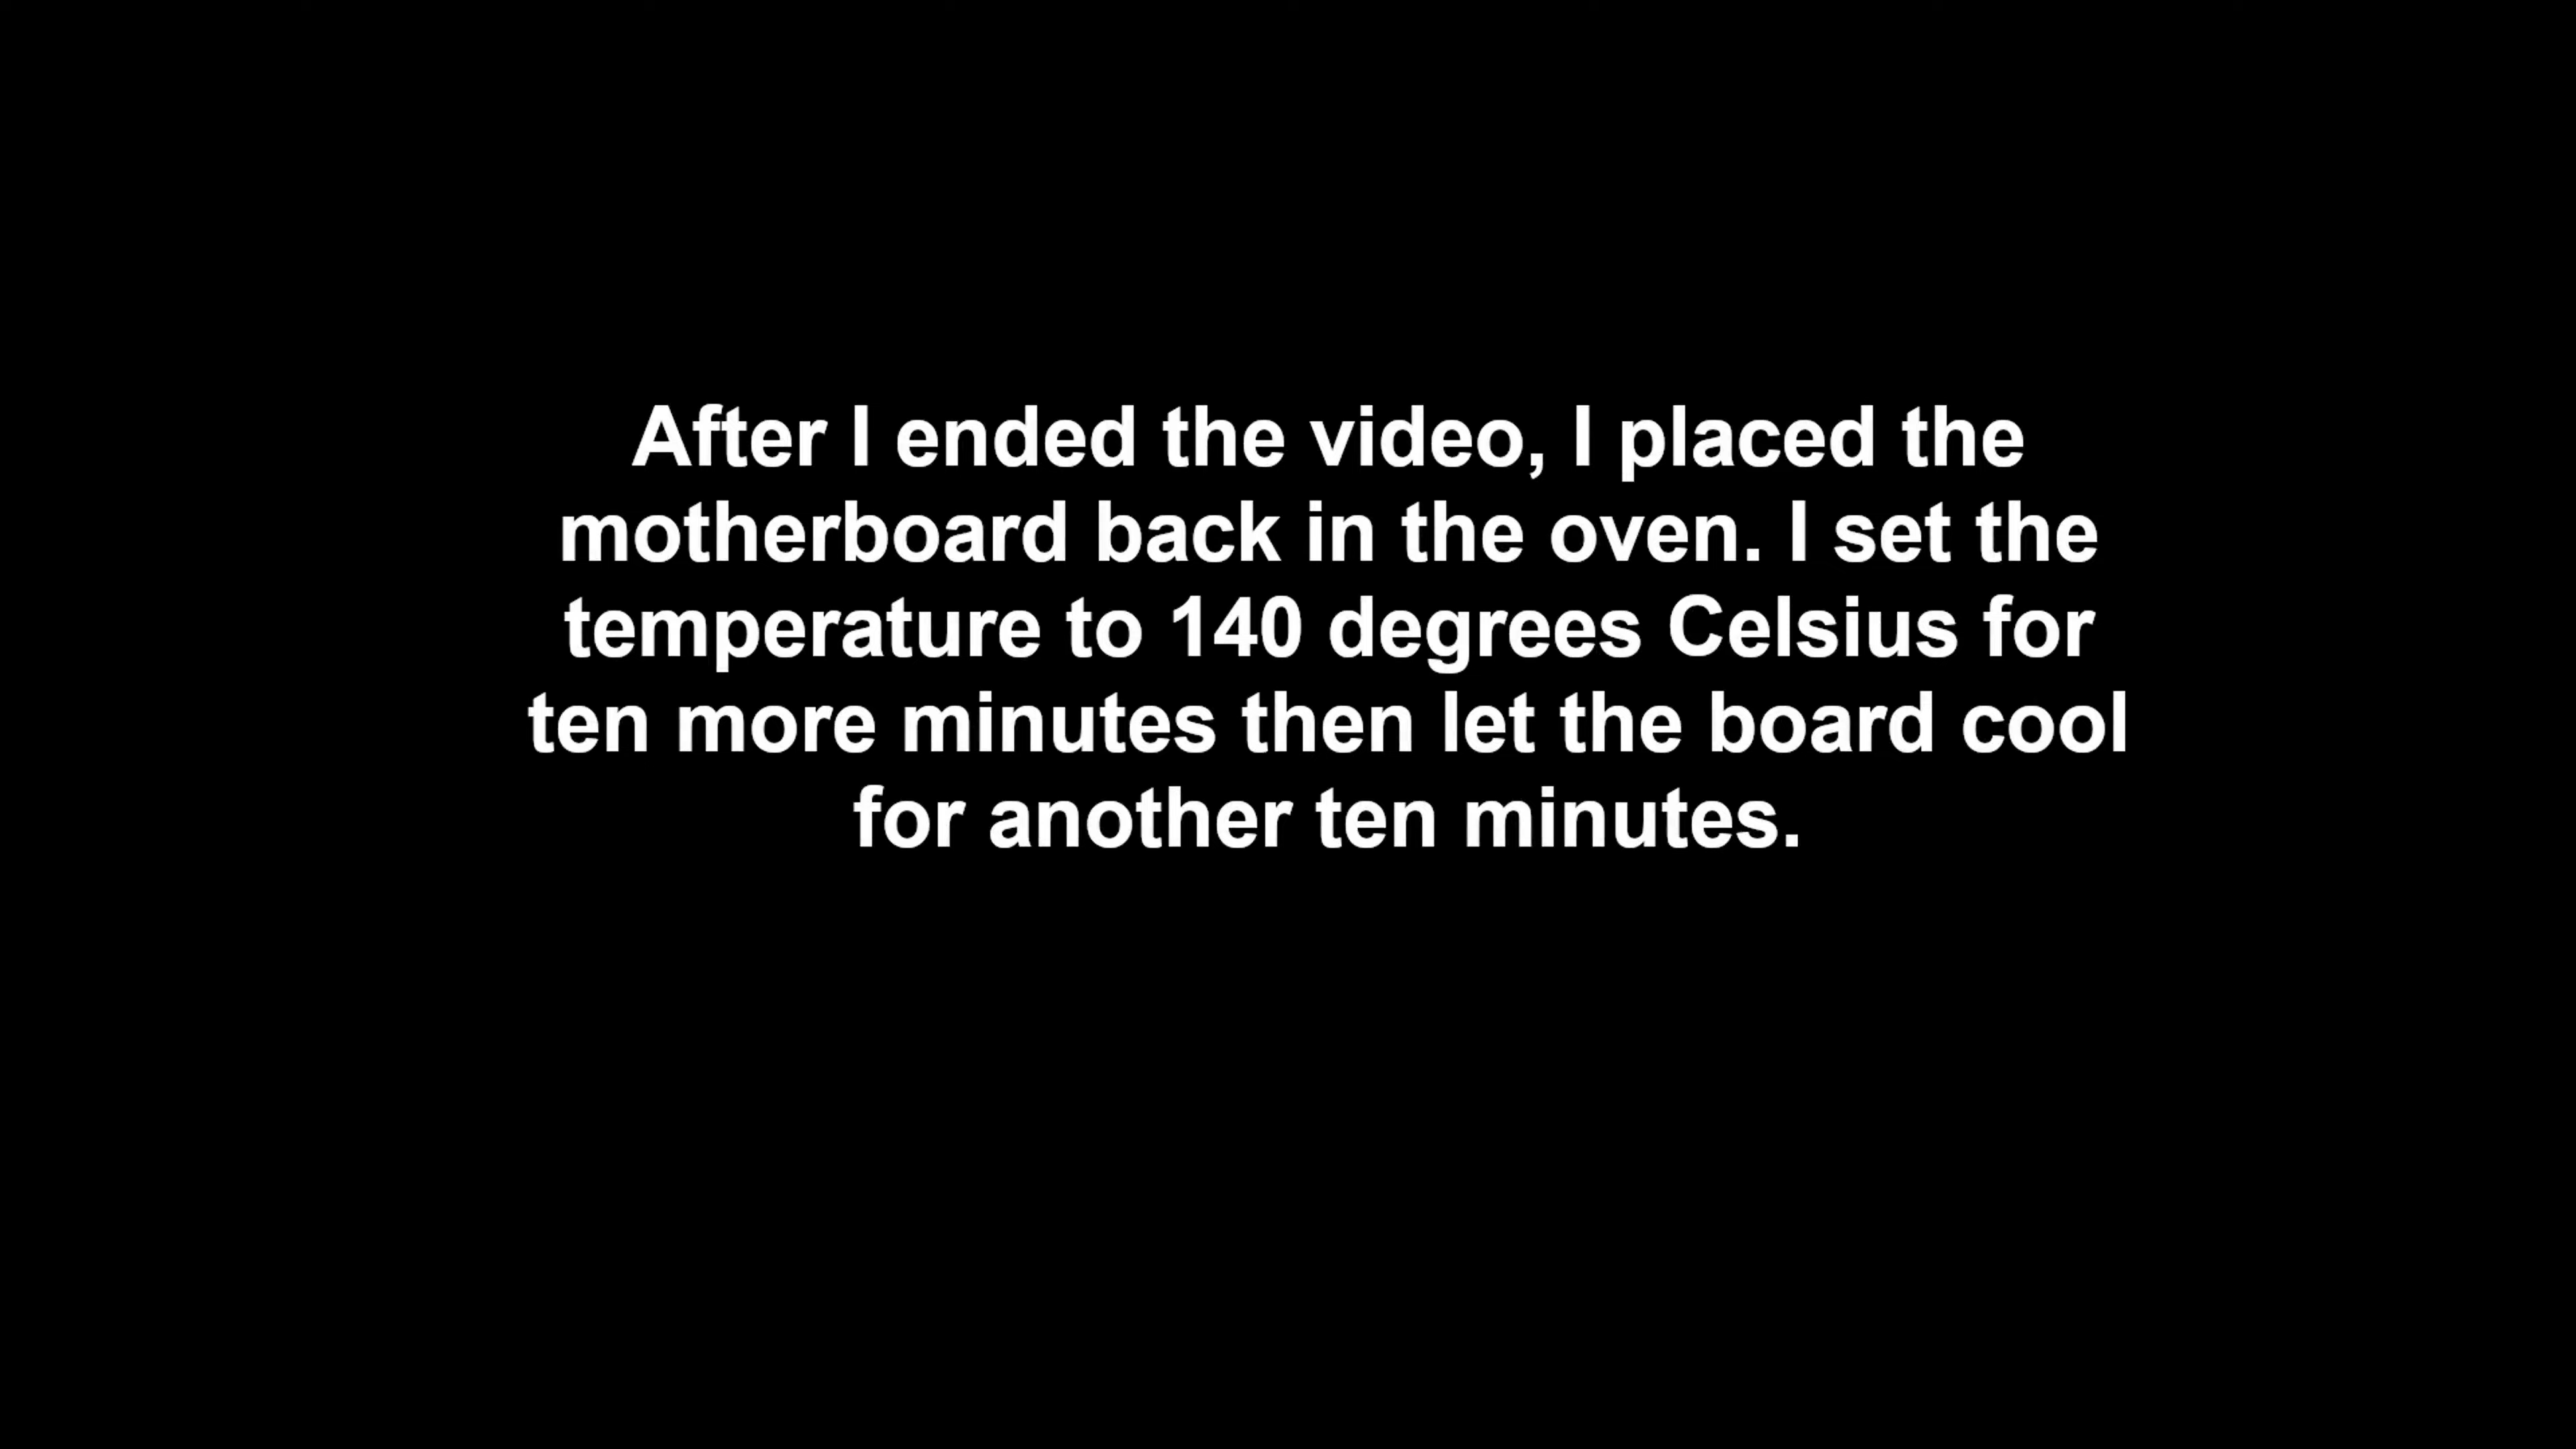 After I ended the video, I placed the
motherboard back in the oven. I set the
temperature to 140 degrees Celsius for
ten more minutes then let the board cool
for another ten minutes.